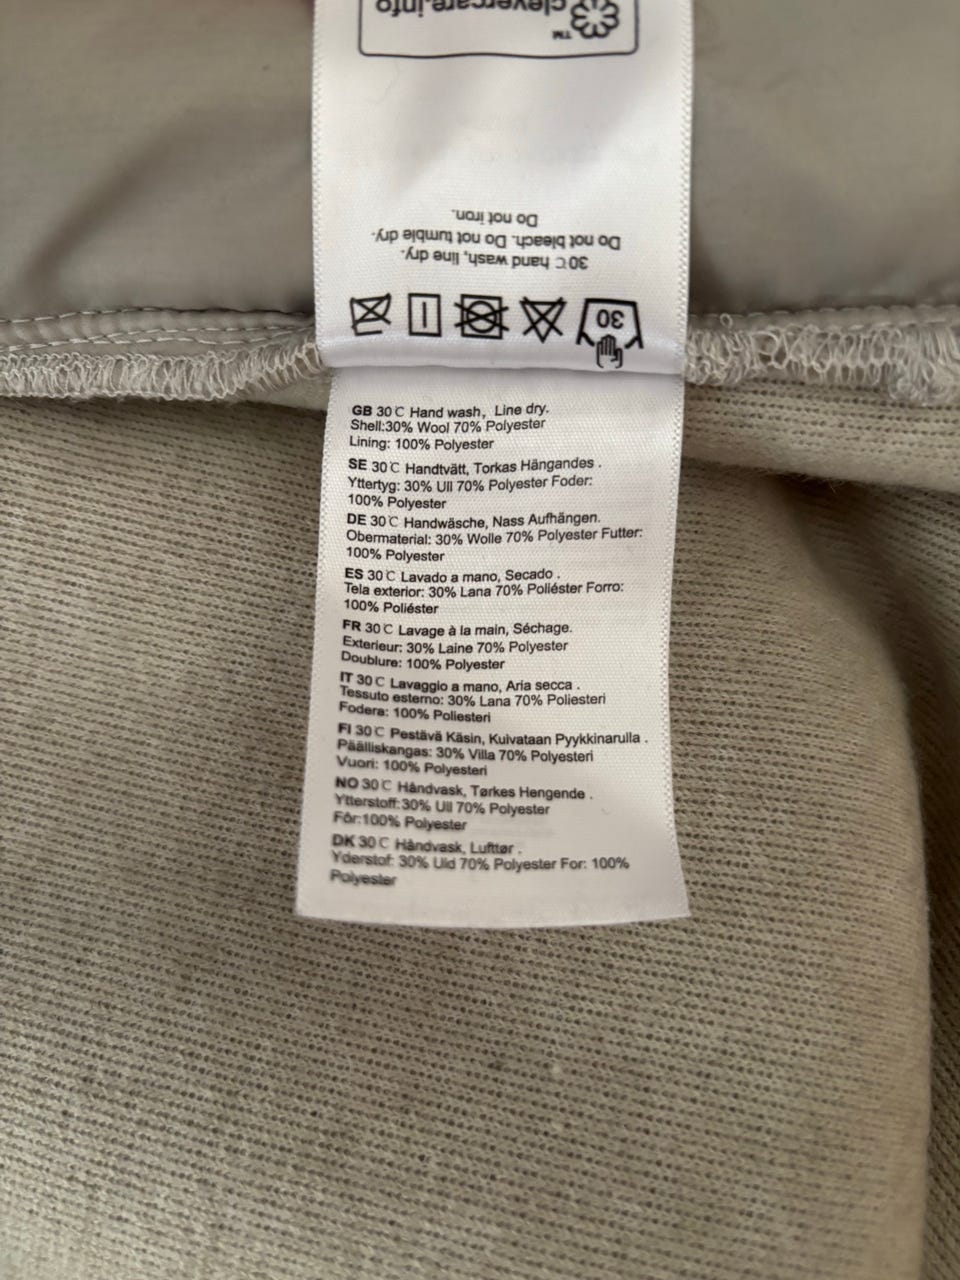 clevercare.info
™
30℃ hand wash, line dry.
Do not bleach. Do not tumble dry.
Do not iron.
30
GB 30℃ Hand wash, Line dry.
Shell:30% Wool 70% Polyester
Lining: 100% Polyester
SE 30℃ Handtvätt, Torkas Hängandes .
Yttertyg: 30% Ull 70% Polyester Foder:
100% Polyester
DE 30℃ Handwäsche, Nass Aufhängen.
Obermaterial: 30% Wolle 70% Polyester Futter:
100% Polyester
ES 30℃ Lavado a mano, Secado .
Tela exterior: 30% Lana 70% Poliéster Forro:
100% Poliéster
FR 30℃ Lavage à la main, Séchage.
Exterieur: 30% Laine 70% Polyester
Doublure: 100% Polyester
IT 30℃ Lavaggio a mano, Aria secca .
Tessuto esterno: 30% Lana 70% Poliesteri
Fodera: 100% Poliesteri
FI 30℃ Pestävä Käsin, Kuivataan Pyykkinarulla .
Päälliskangas: 30% Villa 70% Polyesteri
Vuori: 100% Polyesteri
NO 30℃ Håndvask, Tørkes Hengende .
Ytterstoff:30% Ull 70% Polyester
Fôr:100% Polyester
DK 30℃ Håndvask, Lufttør .
Yderstof: 30% Uld 70% Polyester For: 100%
Polyester